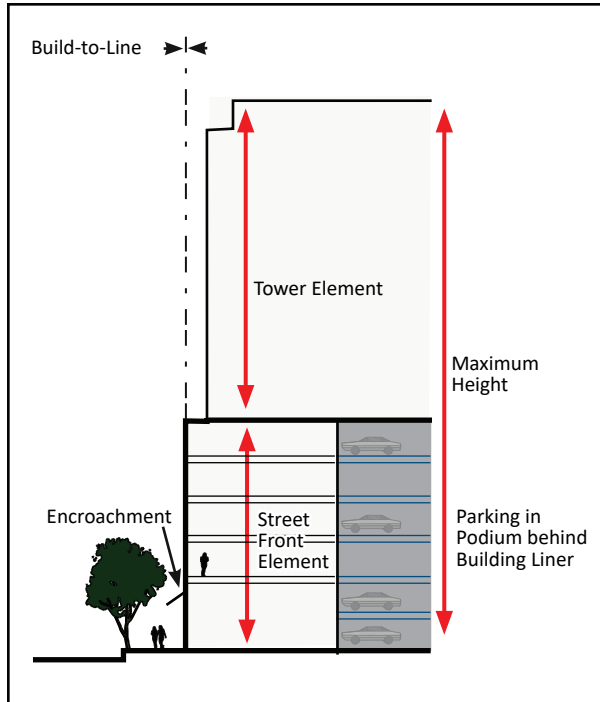 Build-to-Line
Tower Element
Maximum
Height
Encroachment
Street
Front
Element
Parking in
Podium behind
Building Liner